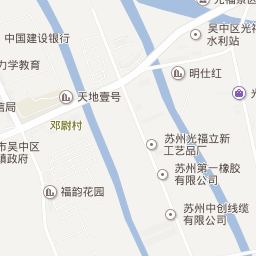 光福景区
吴中区光福
水利站
中国建设银行
力学教育
明仕红
天地壹号
光
信局
邓尉村
市吴中区
镇政府
苏州光福立新
工艺品厂
苏州第一橡胶
有限公司
福韵花园
苏州中创线缆
有限公司